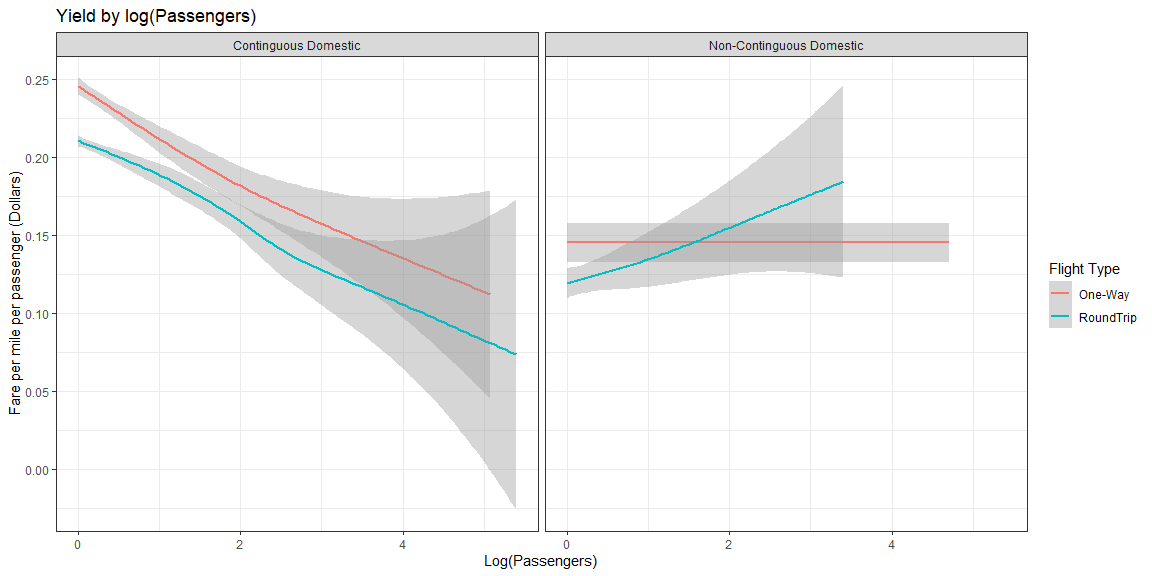 Yield by log(Passengers)
Continguous Domestic
Non-Continguous Domestic
0.25
0.20
0.15
0.10
0.05
0.00
Fare per mile per passenger (Dollars)
0
2
4
0
2
4
Log(Passengers)
Flight Type
One-Way
RoundTrip